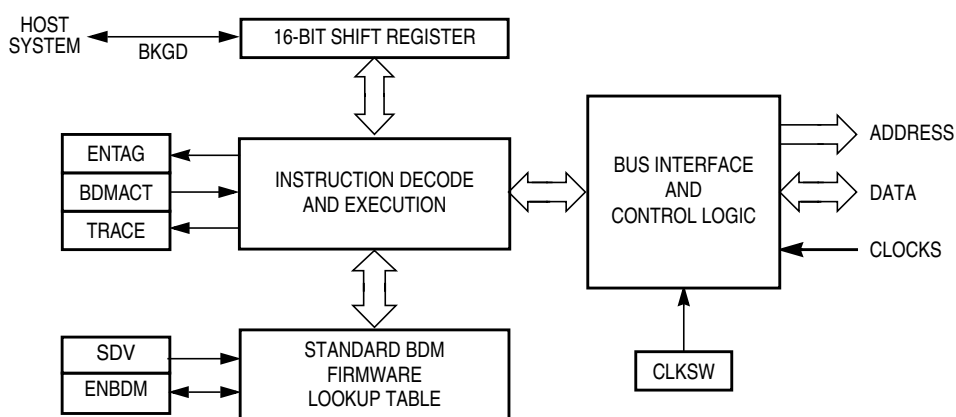 HOST
SYSTEM
BKGD
16-BIT SHIFT REGISTER
ENTAG
BDMACT
TRACE
INSTRUCTION DECODE
AND EXECUTION
BUS INTERFACE
AND
CONTROL LOGIC
ADDRESS
DATA
CLOCKS
SDV
ENBDM
STANDARD BDM
FIRMWARE
LOOKUP TABLE
CLKSW